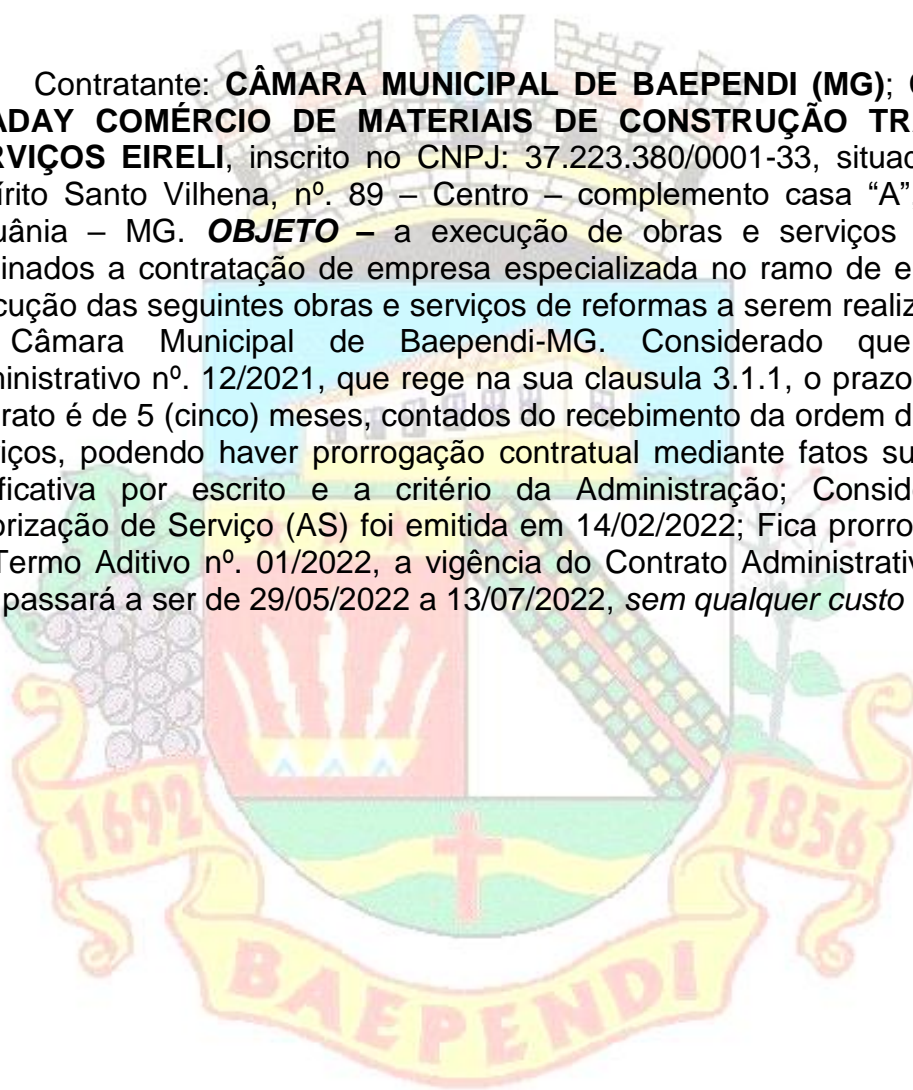 Contratante: CÂMARA MUNICIPAL DE BAEPENDI (MG);
ADAY COMÉRCIO DE MATERIAIS DE CONSTRUÇÃO TR
RVIÇOS EIRELI, inscrito no CNPJ: 37.223.380/0001-33, situac
írito Santo Vilhena, nº. 89 – Centro – complemento casa “A”
uânia – MG. OBJETO – a execução de obras e serviços
inados a contratação de empresa especializada no ramo de e
cução das seguintes obras e serviços de reformas a serem realiz
Câmara Municipal de Baependi-MG. Considerado que
ministrativo nº. 12/2021, que rege na sua clausula 3.1.1, o prazo
rato é de 5 (cinco) meses, contados do recebimento da ordem d
viços, podendo haver prorrogação contratual mediante fatos su
ificativa por escrito e a critério da Administração; Conside
orização de Serviço (AS) foi emitida em 14/02/2022; Fica prorro
Termo Aditivo nº. 01/2022, a vigência do Contrato Administrativ
passará a ser de 29/05/2022 a 13/07/2022, sem qualquer custo
1692
1856
BAEPENDI